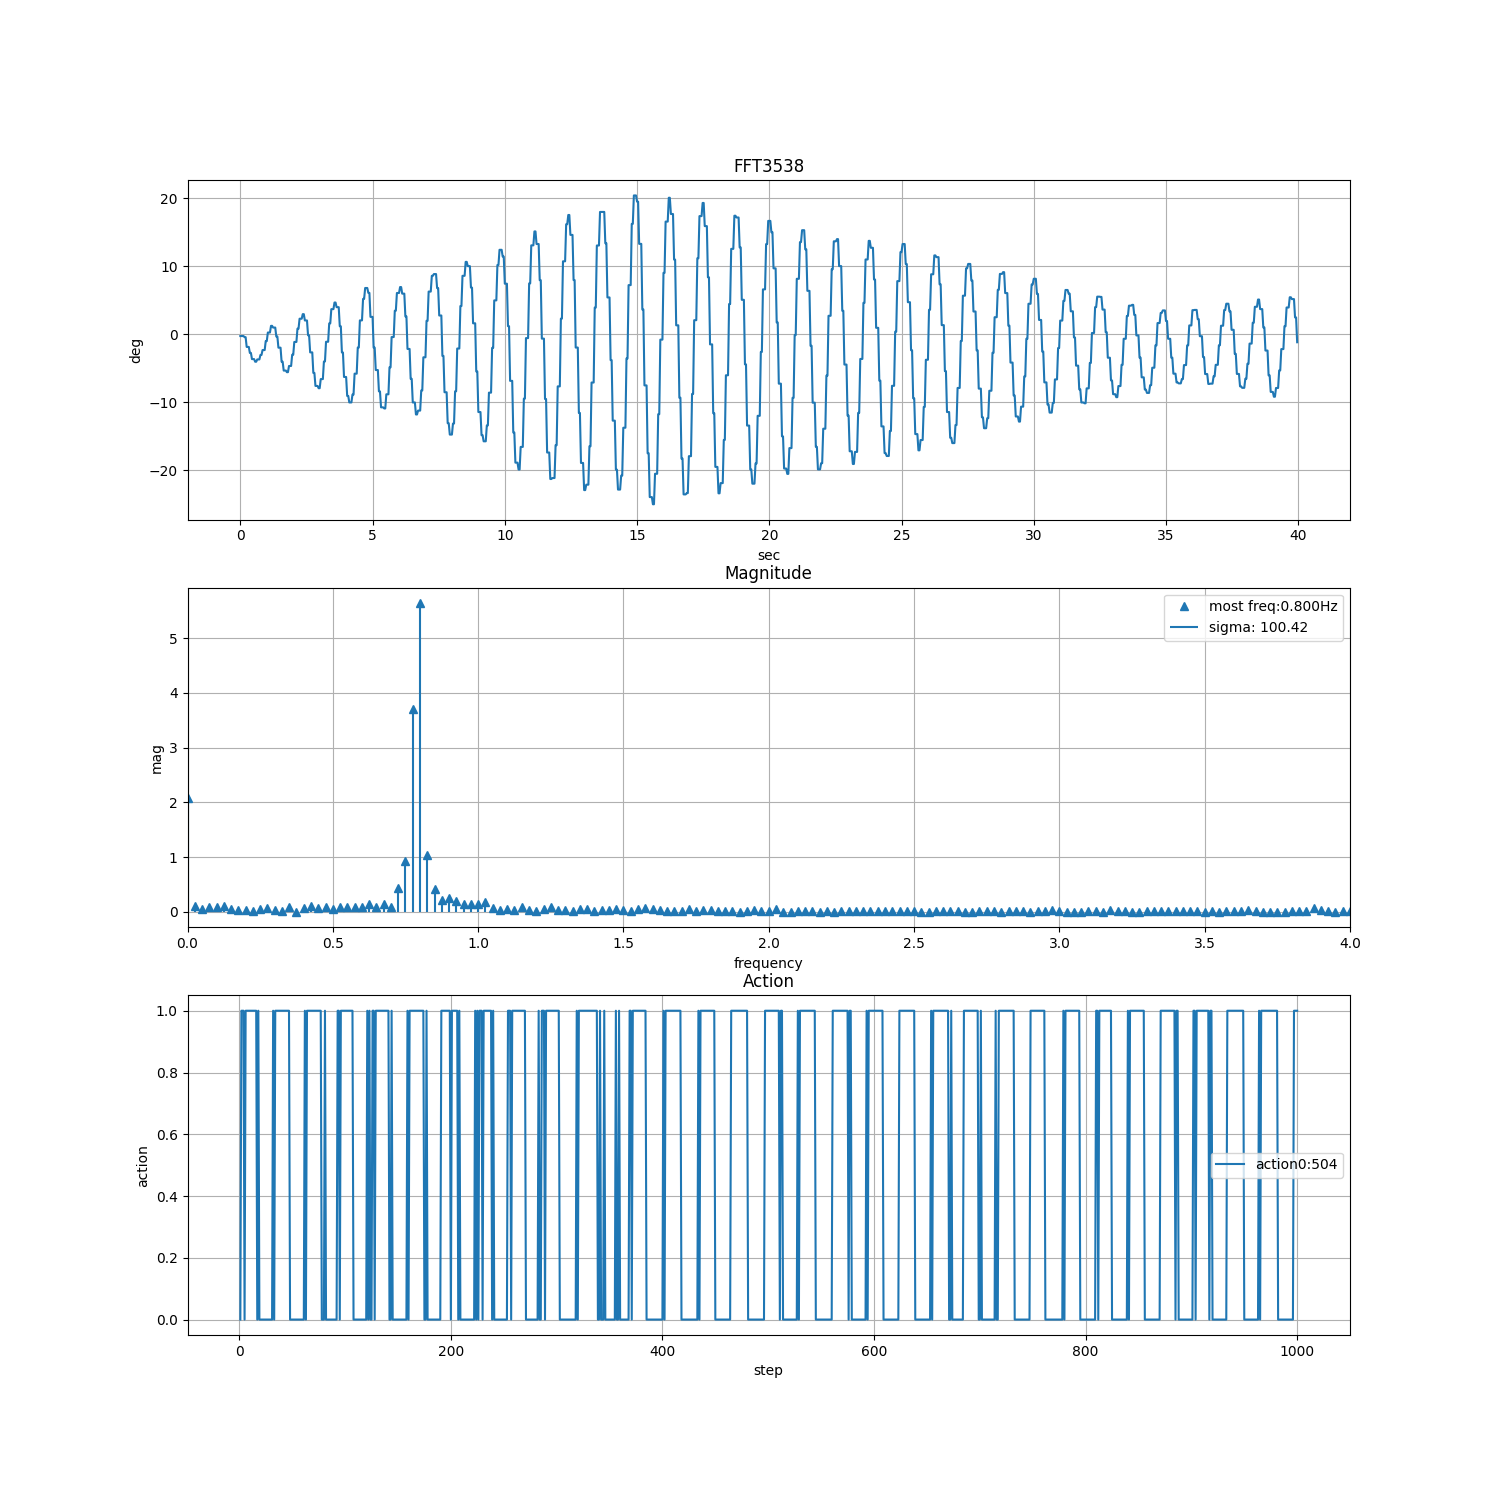 FFT3538
20
10
0
−10
−20
deg
0 5 10 15 20 25 30 35 40
sec
Magnitude
most freq:0.800Hz
sigma: 100.42
5
4
3
2
1
0
mag
0.0 0.5 1.0 1.5 2.0 2.5 3.0 3.5 4.0
frequency
Action
1.0
0.8
0.6
0.4
0.2
0.0
action
action0:504
0 200 400 600 800 1000
step